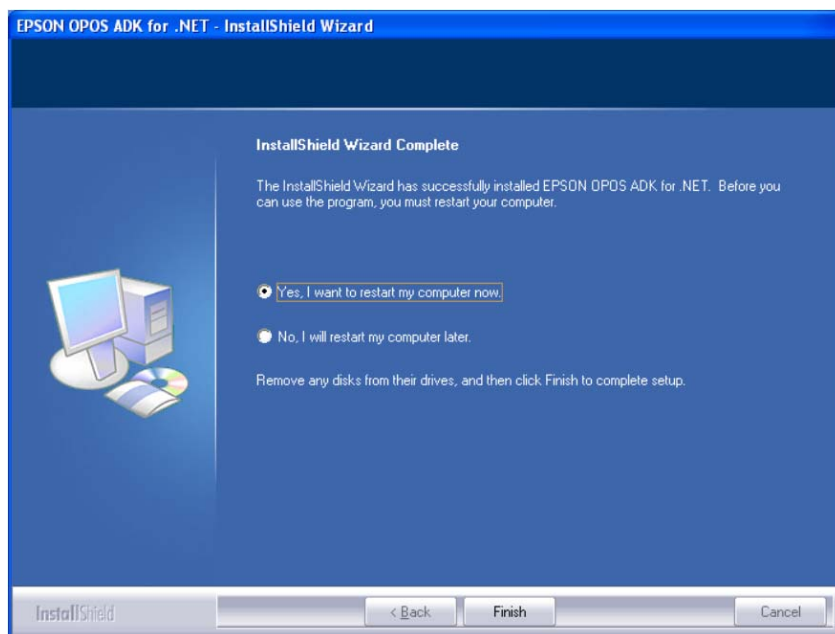 EPSON OPOS ADK for .NET - InstallShield Wizard
InstallShield Wizard Complete
The InstallShield Wizard has successfully installed EPSON OPOS ADK for .NET. Before you
can use the program, you must restart your computer.
Yes, I want to restart my computer now.
No, I will restart my computer later.
Remove any disks from their drives, and then click Finish to complete setup.
InstallShield
< Back
Finish
Cancel